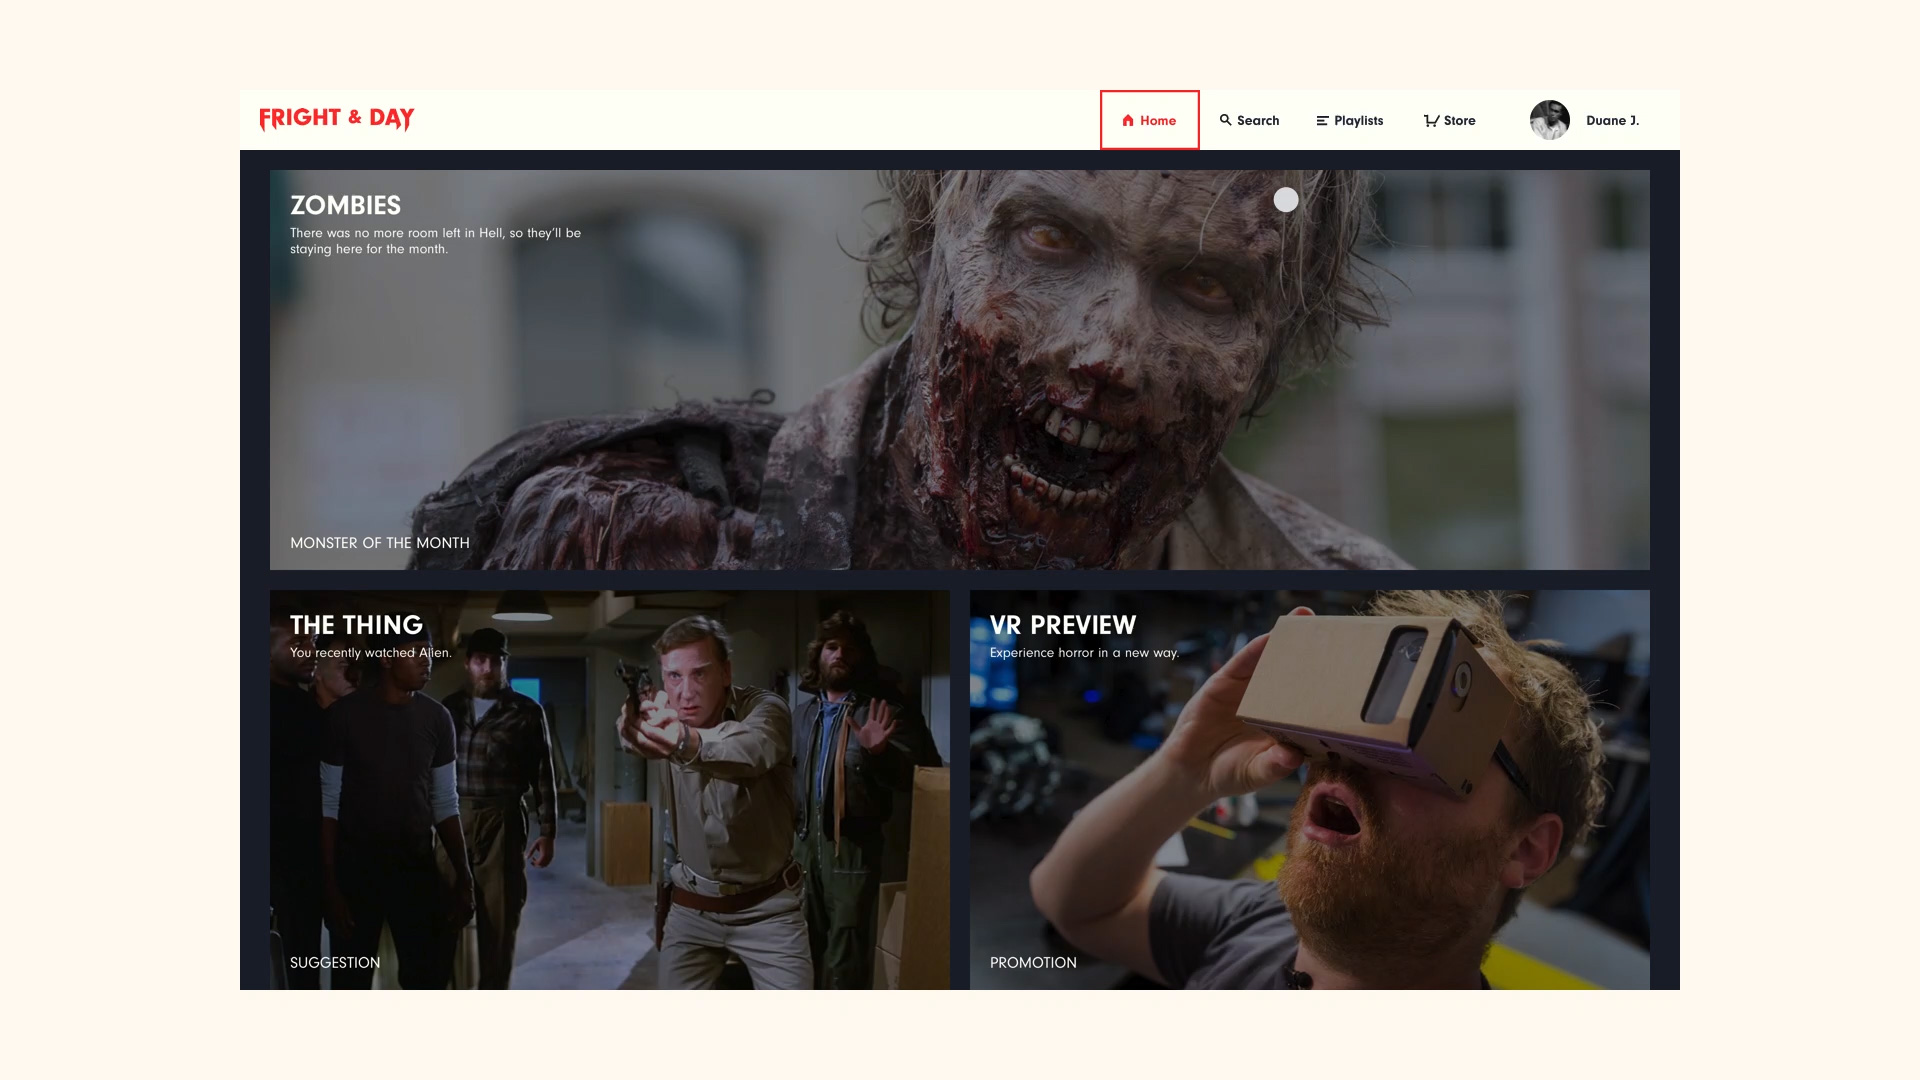 FRIGHT & DAY
Home
Search
Playlists
Store
Duane J.
ZOMBIES
There was no more room left in Hell, so they'll be
staying here for the month.
MONSTER OF THE MONTH
THE THING
You recently watched Alien.
SUGGESTION
VR PREVIEW
Experience horror in a new way.
PROMOTION